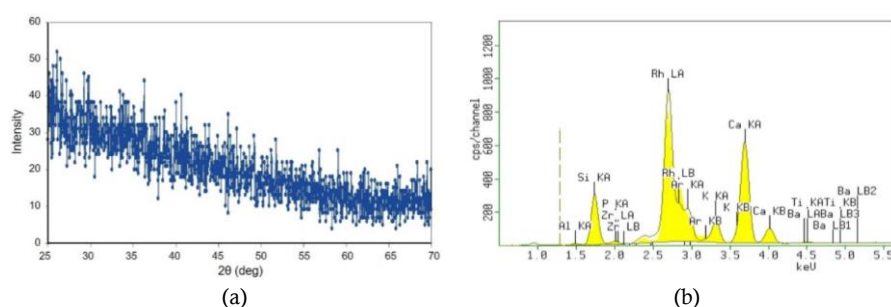 60
50
40
30
20
10
0
Intensity
25 30 35 40 45 50 55 60 65 70
2θ (deg)
(a)
1200
1000
800
600
400
200
cps/channel
Rh LA
Ca KA
Si KA
Rh LB
Ar KA
K KA
P KA
Zr LA
Zr LB
Al KA
Ar KB
K KB
Ca KB
Ti KA
Ba LA
Ti KB
Ba LB1
Ba LB2
Ba LB3
1.0 1.5 2.0 2.5 3.0 3.5 4.0 4.5 5.0 5.5
keV
(b)